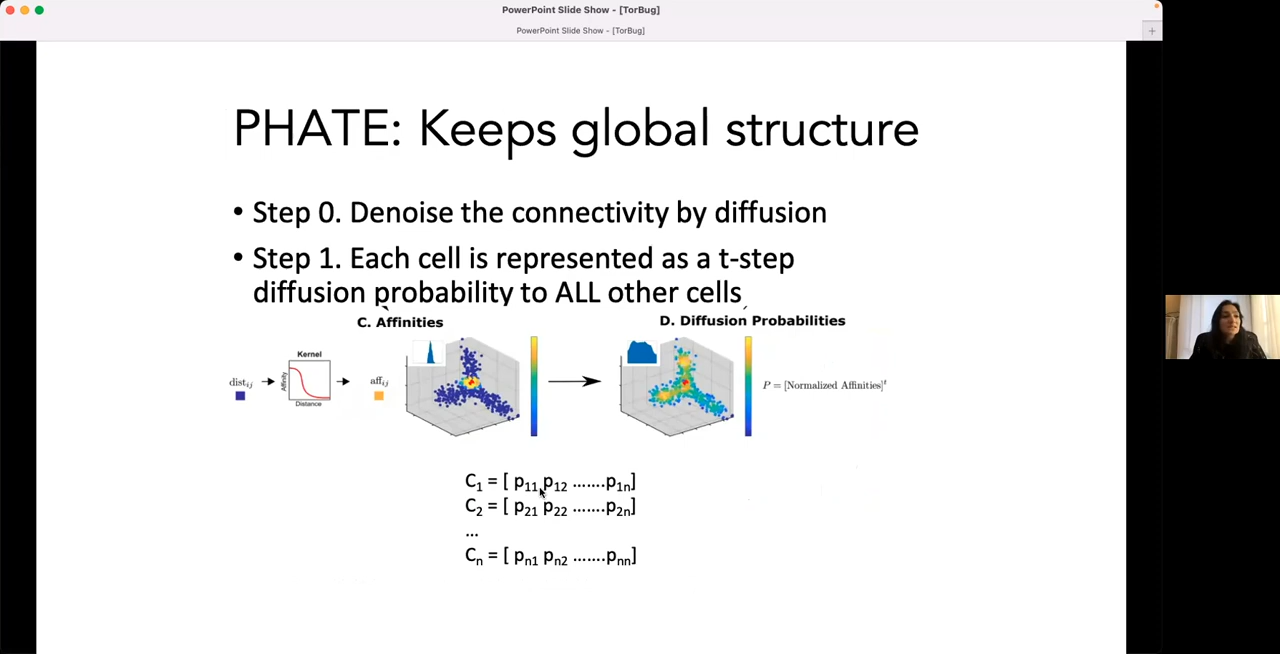 PowerPoint Slide Show - [TorBug]
PowerPoint Slide Show - [TorBug]
PHATE: Keeps global structure
• Step 0. Denoise the connectivity by diffusion
• Step 1. Each cell is represented as a t-step
diffusion probability to ALL other cells
C. Affinities
D. Diffusion Probabilities
Kernel
dist_ij
Affinity
aff_ij
P = [Normalized Affinities]^t
Distance
C₁ = [ p₁₁ p₁₂ .......p₁ₙ]
C₂ = [ p₂₁ p₂₂ .......p₂ₙ]
...
Cₙ = [ pₙ₁ pₙ₂ .......pₙₙ]